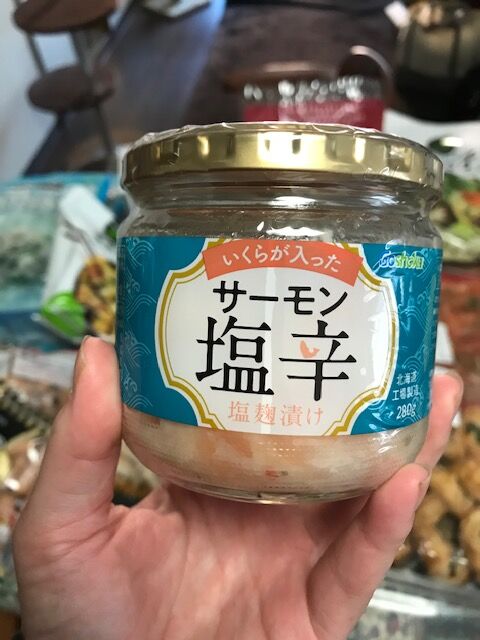 いくらが入った
サーモン
塩辛
塩麹漬け
北海道
工場製造
280g